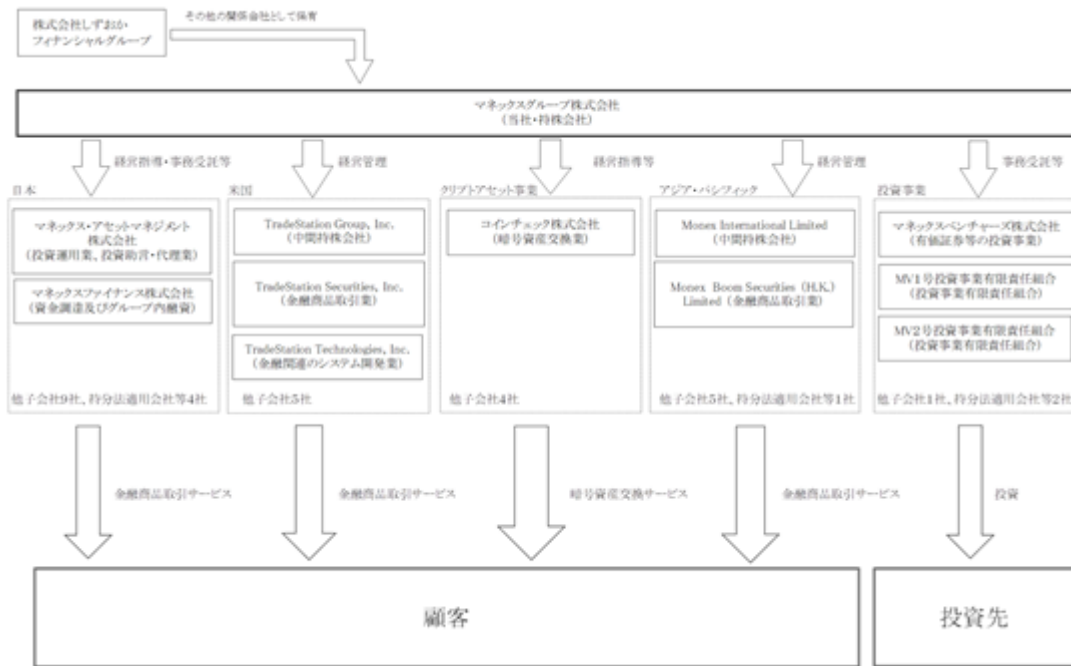 株式会社しずおか
フィナンシャルグループ
その他の関係会社として保有
マネックスグループ株式会社
(当社・持株会社)
経営指導・事務受託等
経営管理
経営指導等
経営管理
事務受託等
日本
マネックス・アセットマネジメント
株式会社
(投資運用業、投資助言・代理業)
マネックスファイナンス株式会社
(資金調達及びグループ内融資)
他子会社9社、持分法適用会社等4社
米国
TradeStation Group, Inc.
(中間持株会社)
TradeStation Securities, Inc.
(金融商品取引業)
TradeStation Technologies, Inc.
(金融関連のシステム開発業)
他子会社5社
クリプトアセット事業
コインチェック株式会社
(暗号資産交換業)
他子会社4社
アジア・パシフィック
Monex International Limited
(中間持株会社)
Monex Boom Securities (H.K.)
Limited (金融商品取引業)
他子会社5社、持分法適用会社等1社
投資事業
マネックスベンチャーズ株式会社
(有価証券等の投資事業)
MV1号投資事業有限責任組合
(投資事業有限責任組合)
MV2号投資事業有限責任組合
(投資事業有限責任組合)
他子会社1社、持分法適用会社等2社
金融商品取引サービス
金融商品取引サービス
暗号資産交換サービス
金融商品取引サービス
投資
顧客
投資先